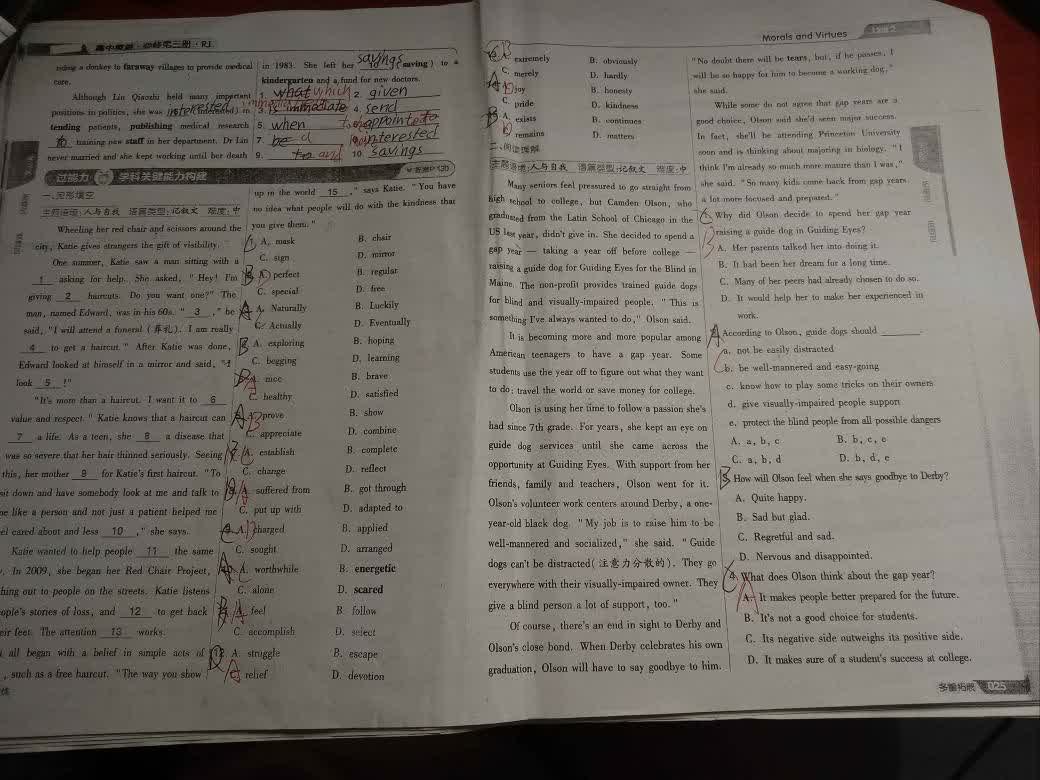 高中英语·必修第三册·RJ
riding a donkey to faraway villages to provide medical
care.
Although Lin Qiaozhi held many important
positions in politics, she was interested in
tending patients, publishing medical research
training new staff in her department. Dr Lin
never married and she kept working until her death
in 1983. She left her savings 10 (saving) to a
kindergarten and a fund for new doctors.
1. what which 2. given
3. is immediate 4. send
5. when 6. appointed to
7. be a 8. interested
9. to and 10. savings
过能力 学科关键能力构建
一、完形填空
主题语境:人与自我 语篇类型:记叙文 难度:中
Wheeling her red chair and scissors around the
city, Katie gives strangers the gift of visibility.
One summer, Katie saw a man sitting with a
1 asking for help. She asked, "Hey! I'm
giving 2 haircuts. Do you want one?" The
man, named Edward, was in his 60s. " 3 ," he
said, "I will attend a funeral (葬礼). I am really
4 to get a haircut." After Katie was done,
Edward looked at himself in a mirror and said, "I
look 5 !"
"It's more than a haircut. I want it to 6
value and respect." Katie knows that a haircut can
7 a life. As a teen, she 8 a disease that
was so severe that her hair thinned seriously. Seeing
this, her mother 9 for Katie's first haircut. "To
sit down and have somebody look at me and talk to
me like a person and not just a patient helped me
feel cared about and less 10 ," she says.
Katie wanted to help people 11 the same
. In 2009, she began her Red Chair Project,
hing out to people on the streets. Katie listens
ople's stories of loss, and 12 to get back
eir feet. The attention 13 works.
all began with a belief in simple acts of
, such as a free haircut. "The way you show
up in the world 15 ," says Katie. "You have
no idea what people will do with the kindness that
you give them."
A. mask B. chair
C. sign D. mirror
A. perfect B. regular
C. special D. free
A. Naturally B. Luckily
C. Actually D. Eventually
A. exploring B. hoping
C. begging D. learning
A. nice B. brave
C. healthy D. satisfied
A. prove B. show
C. appreciate D. combine
A. establish B. complete
C. change D. reflect
A. suffered from B. got through
C. put up with D. adapted to
A. charged B. applied
C. sought D. arranged
A. worthwhile B. energetic
C. alone D. scared
A. feel B. follow
C. accomplish D. select
A. struggle B. escape
C. relief D. devotion
Morals and Virtues
A. extremely B. obviously
C. merely D. hardly
A. joy B. honesty
C. pride D. kindness
A. exists B. continues
C. remains D. matters
二、阅读理解
主题语境:人与自我 语篇类型:记叙文 难度:中
Many seniors feel pressured to go straight from
high school to college, but Camden Olson, who
graduated from the Latin School of Chicago in the
US last year, didn't give in. She decided to spend a
gap year — taking a year off before college —
raising a guide dog for Guiding Eyes for the Blind in
Maine. The non-profit provides trained guide dogs
for blind and visually-impaired people. "This is
something I've always wanted to do," Olson said.
It is becoming more and more popular among
American teenagers to have a gap year. Some
students use the year off to figure out what they want
to do; travel the world or save money for college.
Olson is using her time to follow a passion she's
had since 7th grade. For years, she kept an eye on
guide dog services until she came across the
opportunity at Guiding Eyes. With support from her
friends, family and teachers, Olson went for it.
Olson's volunteer work centers around Derby, a one-
year-old black dog. "My job is to raise him to be
well-mannered and socialized," she said. "Guide
dogs can't be distracted(注意力分散的). They go
everywhere with their visually-impaired owner. They
give a blind person a lot of support, too."
Of course, there's an end in sight to Derby and
Olson's close bond. When Derby celebrates his own
graduation, Olson will have to say goodbye to him.
"No doubt there will be tears, but, if he passes, I
will be so happy for him to become a working dog,"
she said.
While some do not agree that gap years are a
good choice, Olson said she'd seen major success.
In fact, she'll be attending Princeton University
soon and is thinking about majoring in biology. "I
think I'm already so much more mature than I was,"
she said. "So many kids come back from gap years
a lot more focused and prepared."
Why did Olson decide to spend her gap year
raising a guide dog in Guiding Eyes?
A. Her parents talked her into doing it.
B. It had been her dream for a long time.
C. Many of her peers had already chosen to do so.
D. It would help her to make her experienced in
work.
According to Olson, guide dogs should ______.
a. not be easily distracted
b. be well-mannered and easy-going
c. know how to play some tricks on their owners
d. give visually-impaired people support
e. protect the blind people from all possible dangers
A. a, b, c B. b, c, e
C. a, b, d D. b, d, e
3. How will Olson feel when she says goodbye to Derby?
A. Quite happy.
B. Sad but glad.
C. Regretful and sad.
D. Nervous and disappointed.
What does Olson think about the gap year?
A. It makes people better prepared for the future.
B. It's not a good choice for students.
C. Its negative side outweighs its positive side.
D. It makes sure of a student's success at college.
多维拓展 025